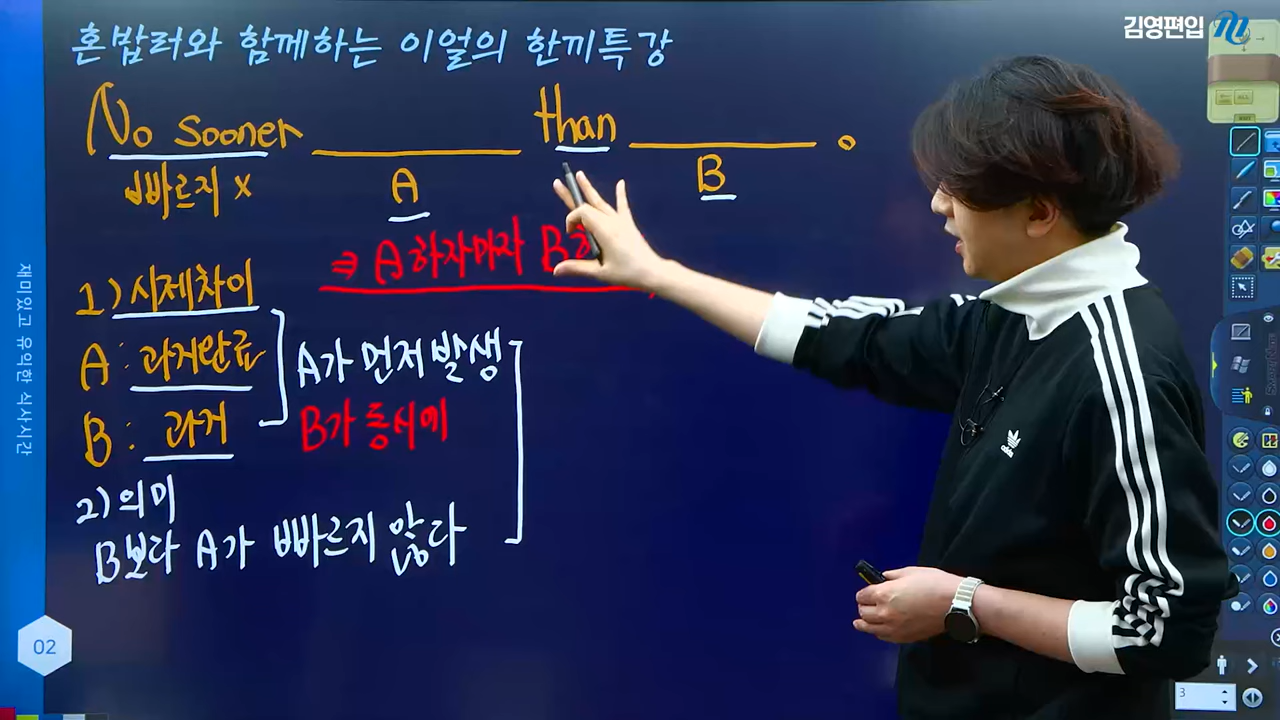 혼밥러와 함께하는 이얼의 한끼특강
김영편입
No sooner ___ than ___ .
빠르지 x A B
⇒ A 하자마자 B
1) 시제차이
A : 과거완료
B : 과거
A가 먼저 발생
B가 동시에
2) 의미
B보다 A가 빠르지 않다
재미있고 유익한 식사시간
02
adidas
3